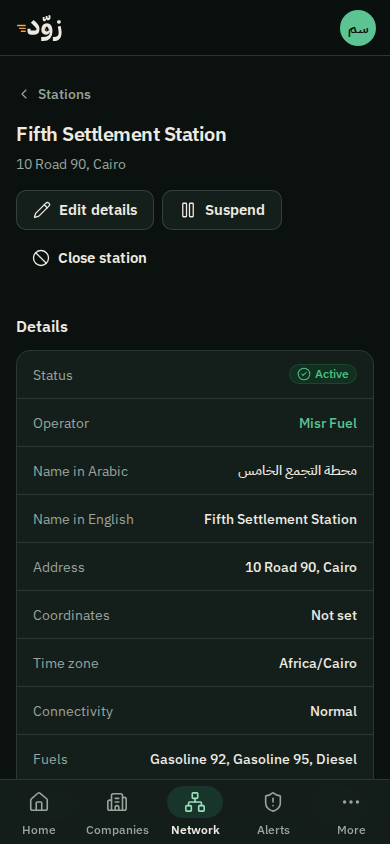 زوّد
سم
Stations
Fifth Settlement Station
10 Road 90, Cairo
Edit details
Suspend
Close station
Details
Status
Active
Operator
Misr Fuel
Name in Arabic
محطة التجمع الخامس
Name in English
Fifth Settlement Station
Address
10 Road 90, Cairo
Coordinates
Not set
Time zone
Africa/Cairo
Connectivity
Normal
Fuels
Gasoline 92, Gasoline 95, Diesel
Home
Companies
Network
Alerts
More